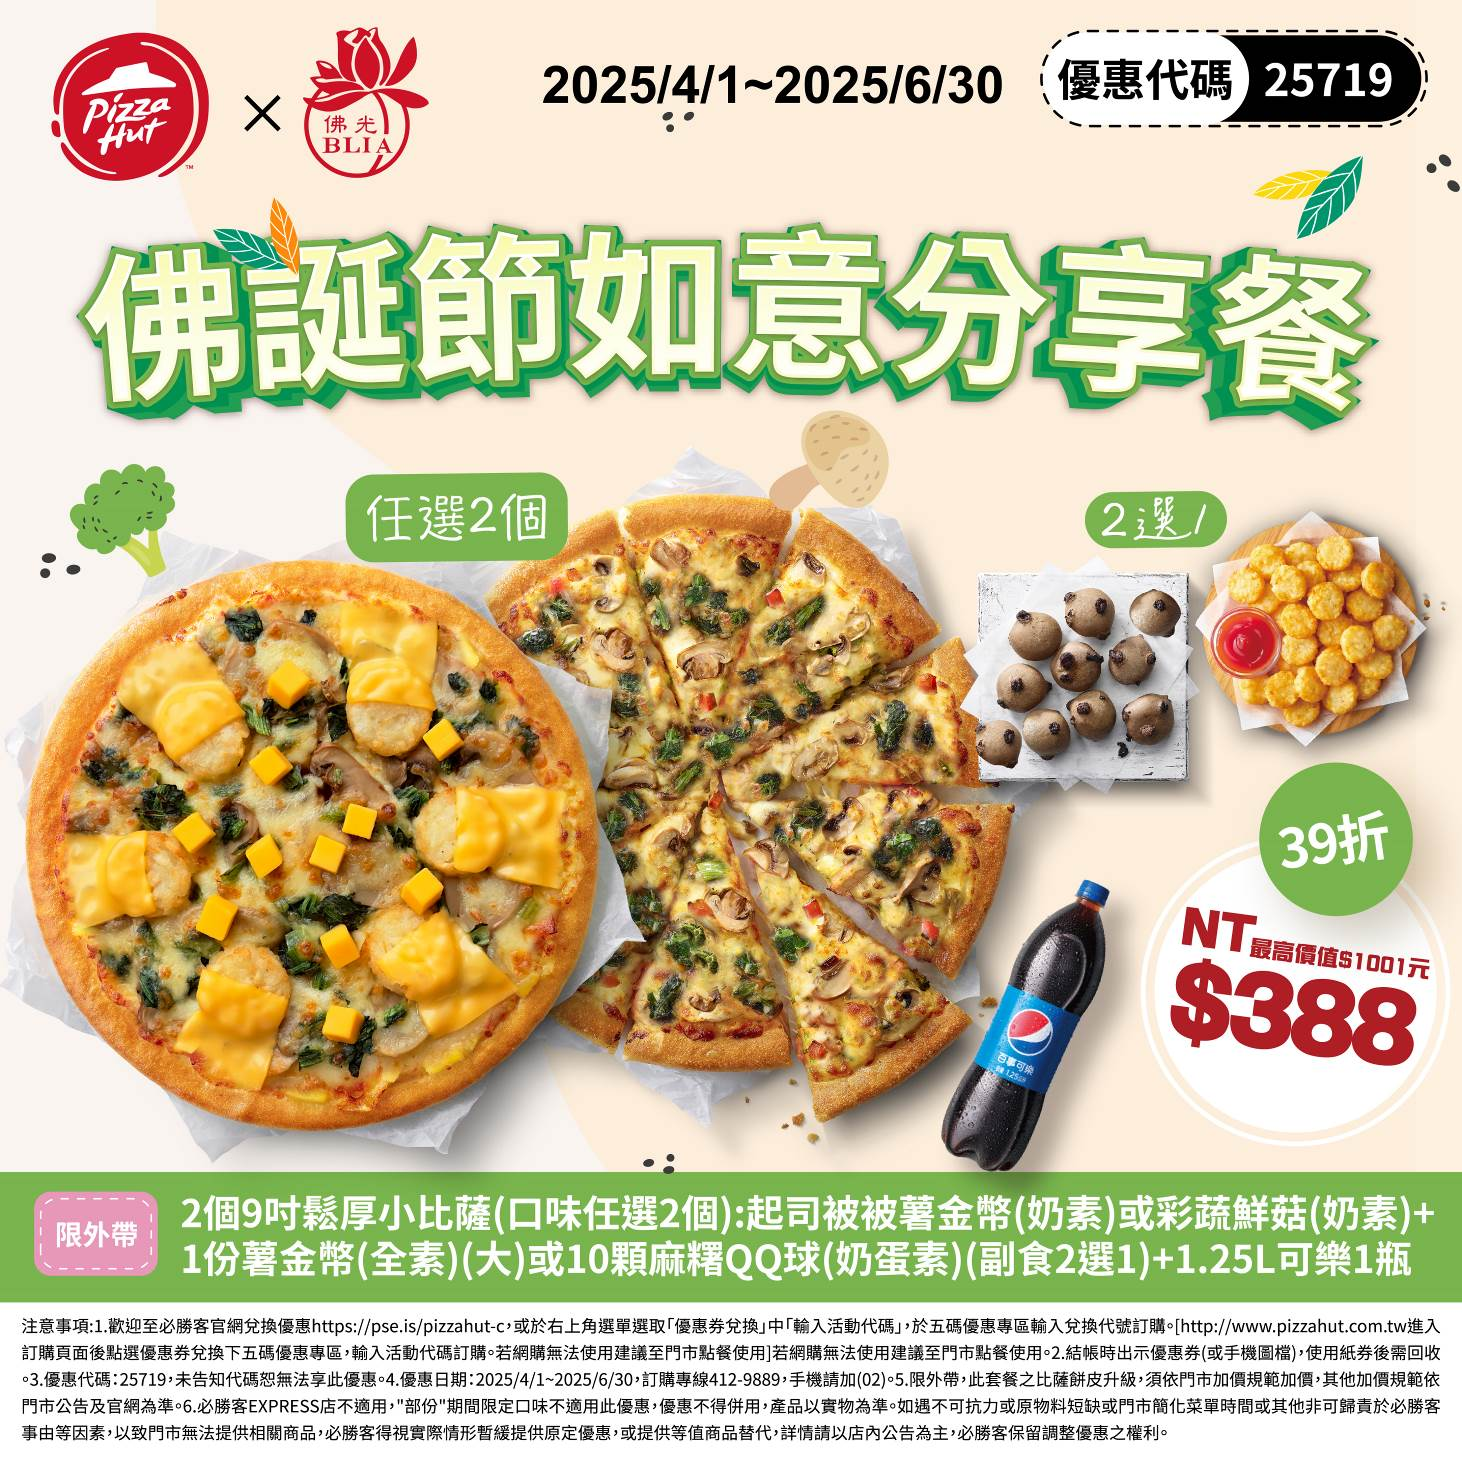 Pizza Hut
™
×
佛光
BLIA
2025/4/1~2025/6/30
優惠代碼 25719
佛誕節如意分享餐
任選2個
2選1
39折
NT
最高價值$1001元
$388
百事可樂
限外帶
2個9吋鬆厚小比薩(口味任選2個):起司被被薯金幣(奶素)或彩蔬鮮菇(奶素)+
1份薯金幣(全素)(大)或10顆麻糬QQ球(奶蛋素)(副食2選1)+1.25L可樂1瓶
注意事項:1.歡迎至必勝客官網兌換優惠https://pse.is/pizzahut-c,或於右上角選單選取「優惠券兌換」中「輸入活動代碼」,於五碼優惠專區輸入兌換代號訂購。[http://www.pizzahut.com.tw進入
訂購頁面後點選優惠券兌換下五碼優惠專區,輸入活動代碼訂購。若網購無法使用建議至門市點餐使用]若網購無法使用建議至門市點餐使用。2.結帳時出示優惠券(或手機圖檔),使用紙券後需回收
。3.優惠代碼:25719,未告知代碼恕無法享此優惠。4.優惠日期:2025/4/1~2025/6/30,訂購專線412-9889,手機請加(02)。5.限外帶,此套餐之比薩餅皮升級,須依門市加價規範加價,其他加價規範依
門市公告及官網為準。6.必勝客EXPRESS店不適用,"部份"期間限定口味不適用此優惠,優惠不得併用,產品以實物為準。如遇不可抗力或原物料短缺或門市簡化菜單時間或其他非可歸責於必勝客
事由等因素,以致門市無法提供相關商品,必勝客得視實際情形暫緩提供原定優惠,或提供等值商品替代,詳情請以店內公告為主,必勝客保留調整優惠之權利。